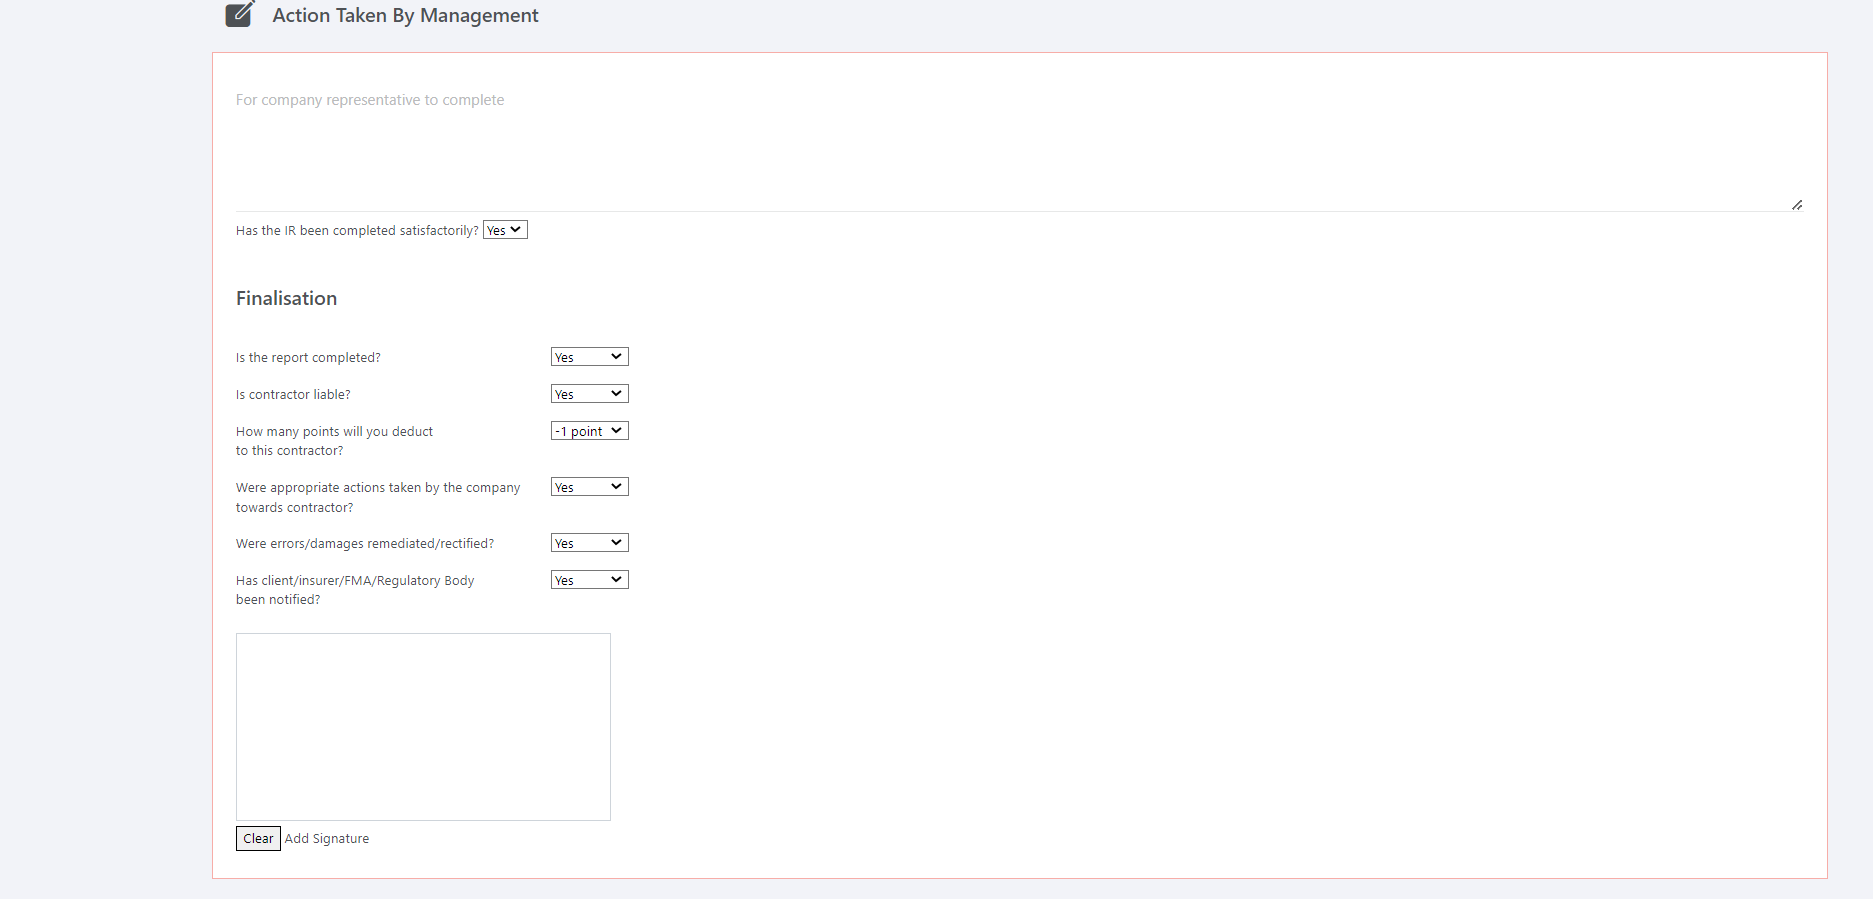 Action Taken By Management
For company representative to complete
Has the IR been completed satisfactorily? Yes
Finalisation
Is the report completed? Yes
Is contractor liable? Yes
How many points will you deduct -1 point
to this contractor?
Were appropriate actions taken by the company Yes
towards contractor?
Were errors/damages remediated/rectified? Yes
Has client/insurer/FMA/Regulatory Body Yes
been notified?
Clear Add Signature